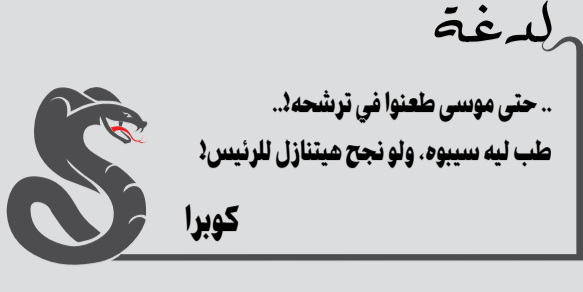 لدغة
.. حتى موسى طعنوا في ترشحه؟..
طب ليه سيبوه، ولو نجح هيتنازل للرئيس؟
كوبرا